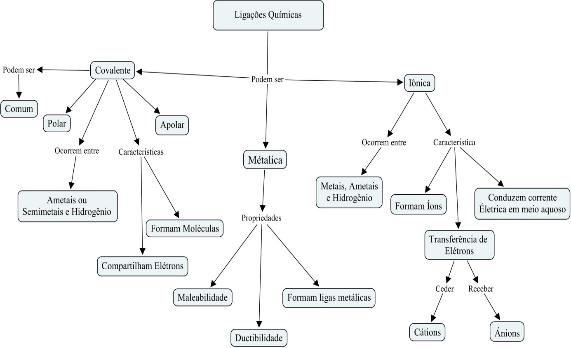 Ligações Químicas
Podem ser
Covalente
Podem ser
Iônica
Comum
Polar
Apolar
Ocorrem entre
Características
Ametais ou
Semimetais e Hidrogênio
Formam Moléculas
Compartilham Elétrons
Métalica
Propriedades
Maleabilidade
Ductibilidade
Formam ligas metálicas
Ocorrem entre
Característica
Metais, Ametais
e Hidrogênio
Formam Íons
Conduzem corrente
Életrica em meio aquoso
Transferência de
Elétrons
Ceder
Receber
Cátions
Ânions